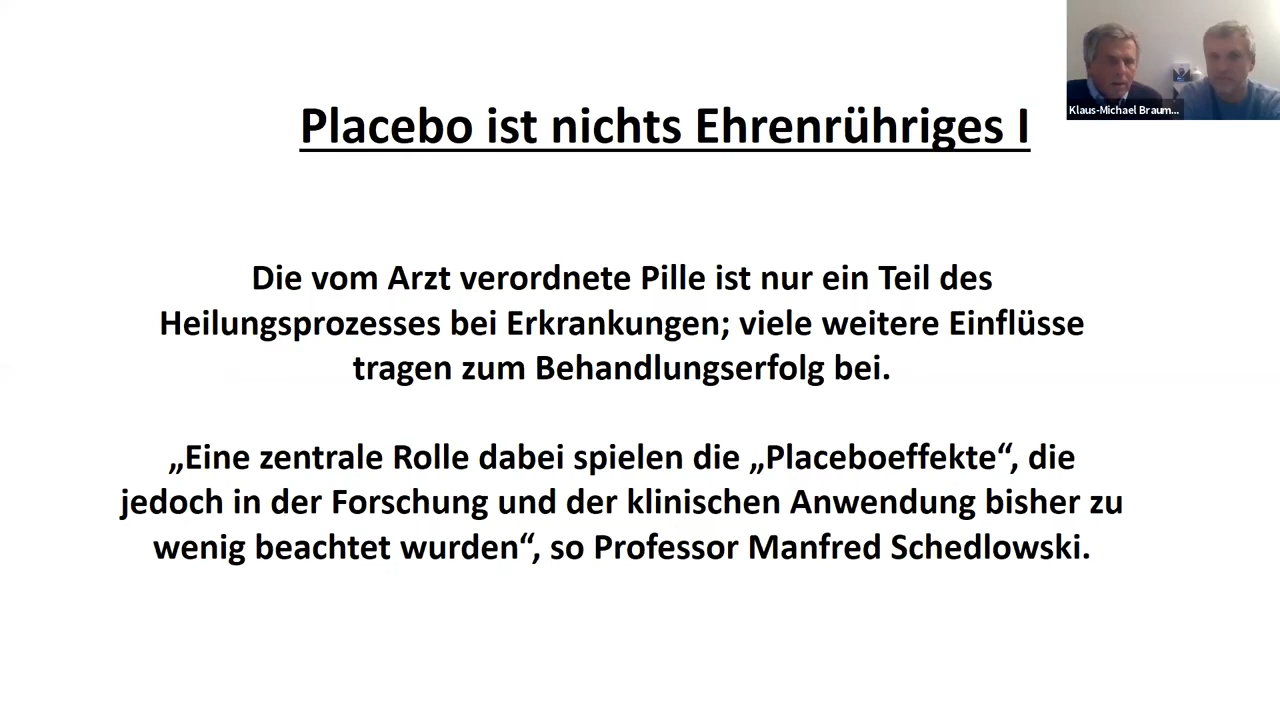 Placebo ist nichts Ehrenrühriges I
Die vom Arzt verordnete Pille ist nur ein Teil des
Heilungsprozesses bei Erkrankungen; viele weitere Einflüsse
tragen zum Behandlungserfolg bei.
„Eine zentrale Rolle dabei spielen die „Placeboeffekte“, die
jedoch in der Forschung und der klinischen Anwendung bisher zu
wenig beachtet wurden“, so Professor Manfred Schedlowski.
Klaus-Michael Braum...